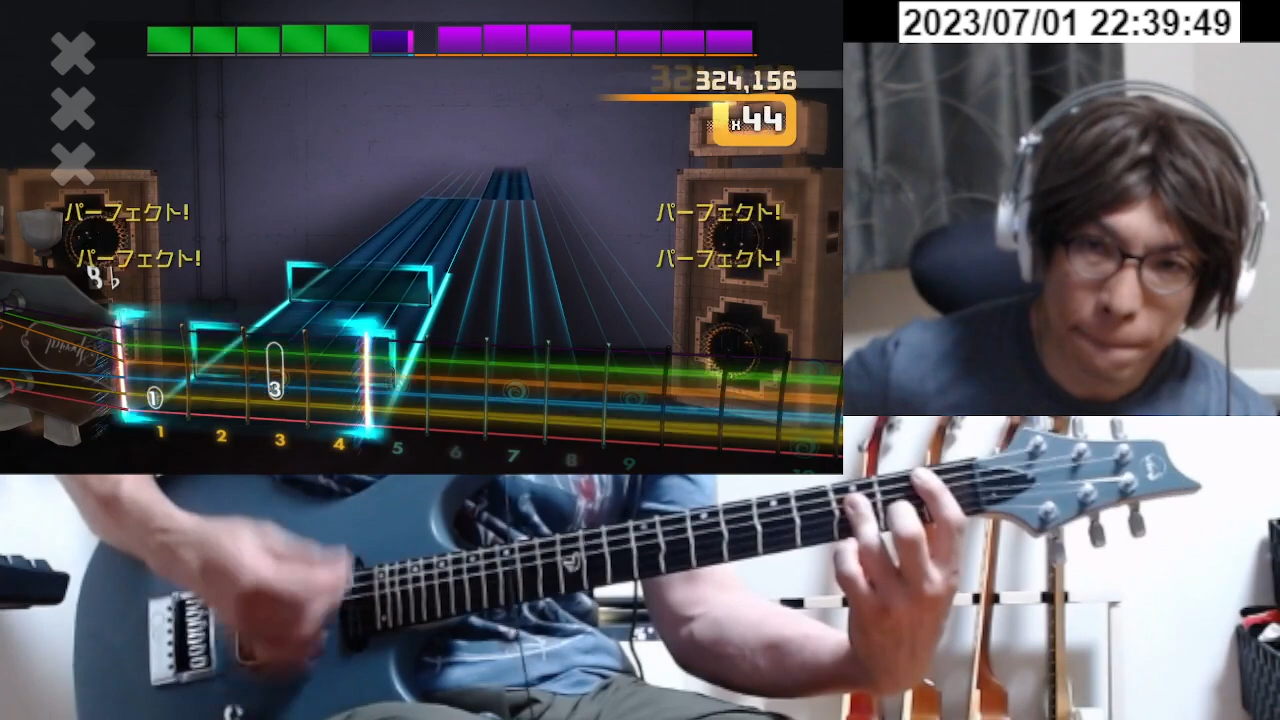 2023/07/01 22:39:49
324,156
x44
パーフェクト!
パーフェクト!
パーフェクト!
パーフェクト!
B♭
1
3
1 2 3 4 5 6 7 8 9